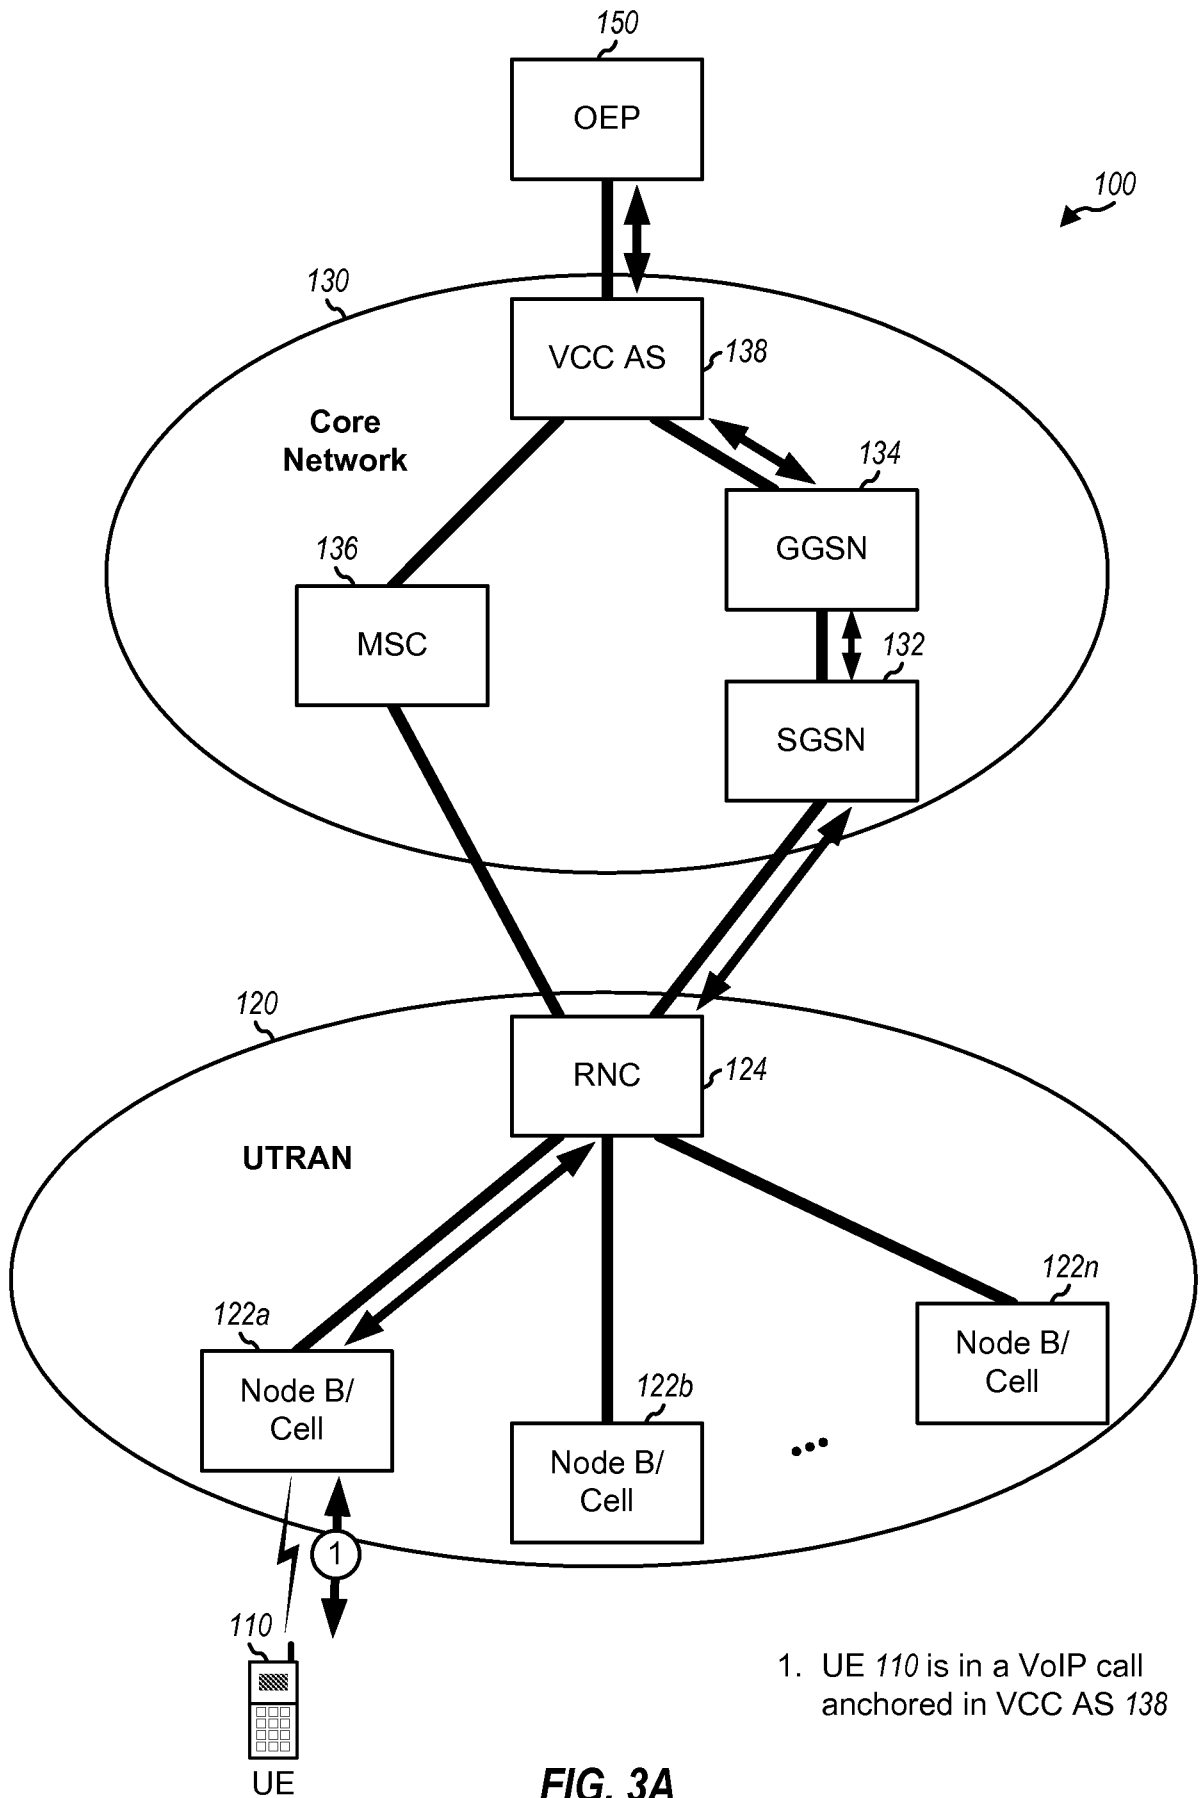 150
OEP
100
130
VCC AS
138
Core
Network
134
GGSN
136
MSC
132
SGSN
120
RNC
124
UTRAN
122n
Node B/
Cell
122a
Node B/
Cell
122b
Node B/
Cell
...
1
110
UE
1. UE 110 is in a VoIP call
anchored in VCC AS 138
FIG. 3A